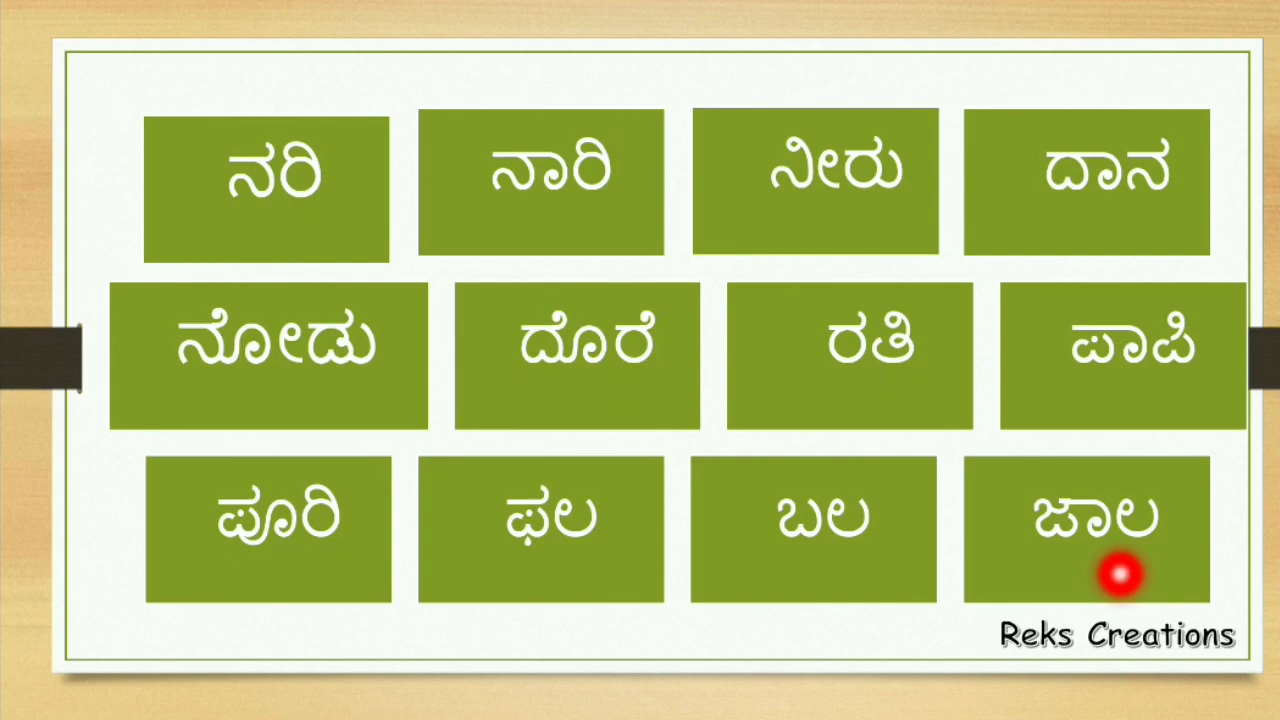 ನರಿ ನಾರಿ ನೀರು ದಾನ
ನೋಡು ದೊರೆ ರತಿ ಪಾಪಿ
ಪೂರಿ ಫಲ ಬಲ ಜಾಲ
Reks Creations